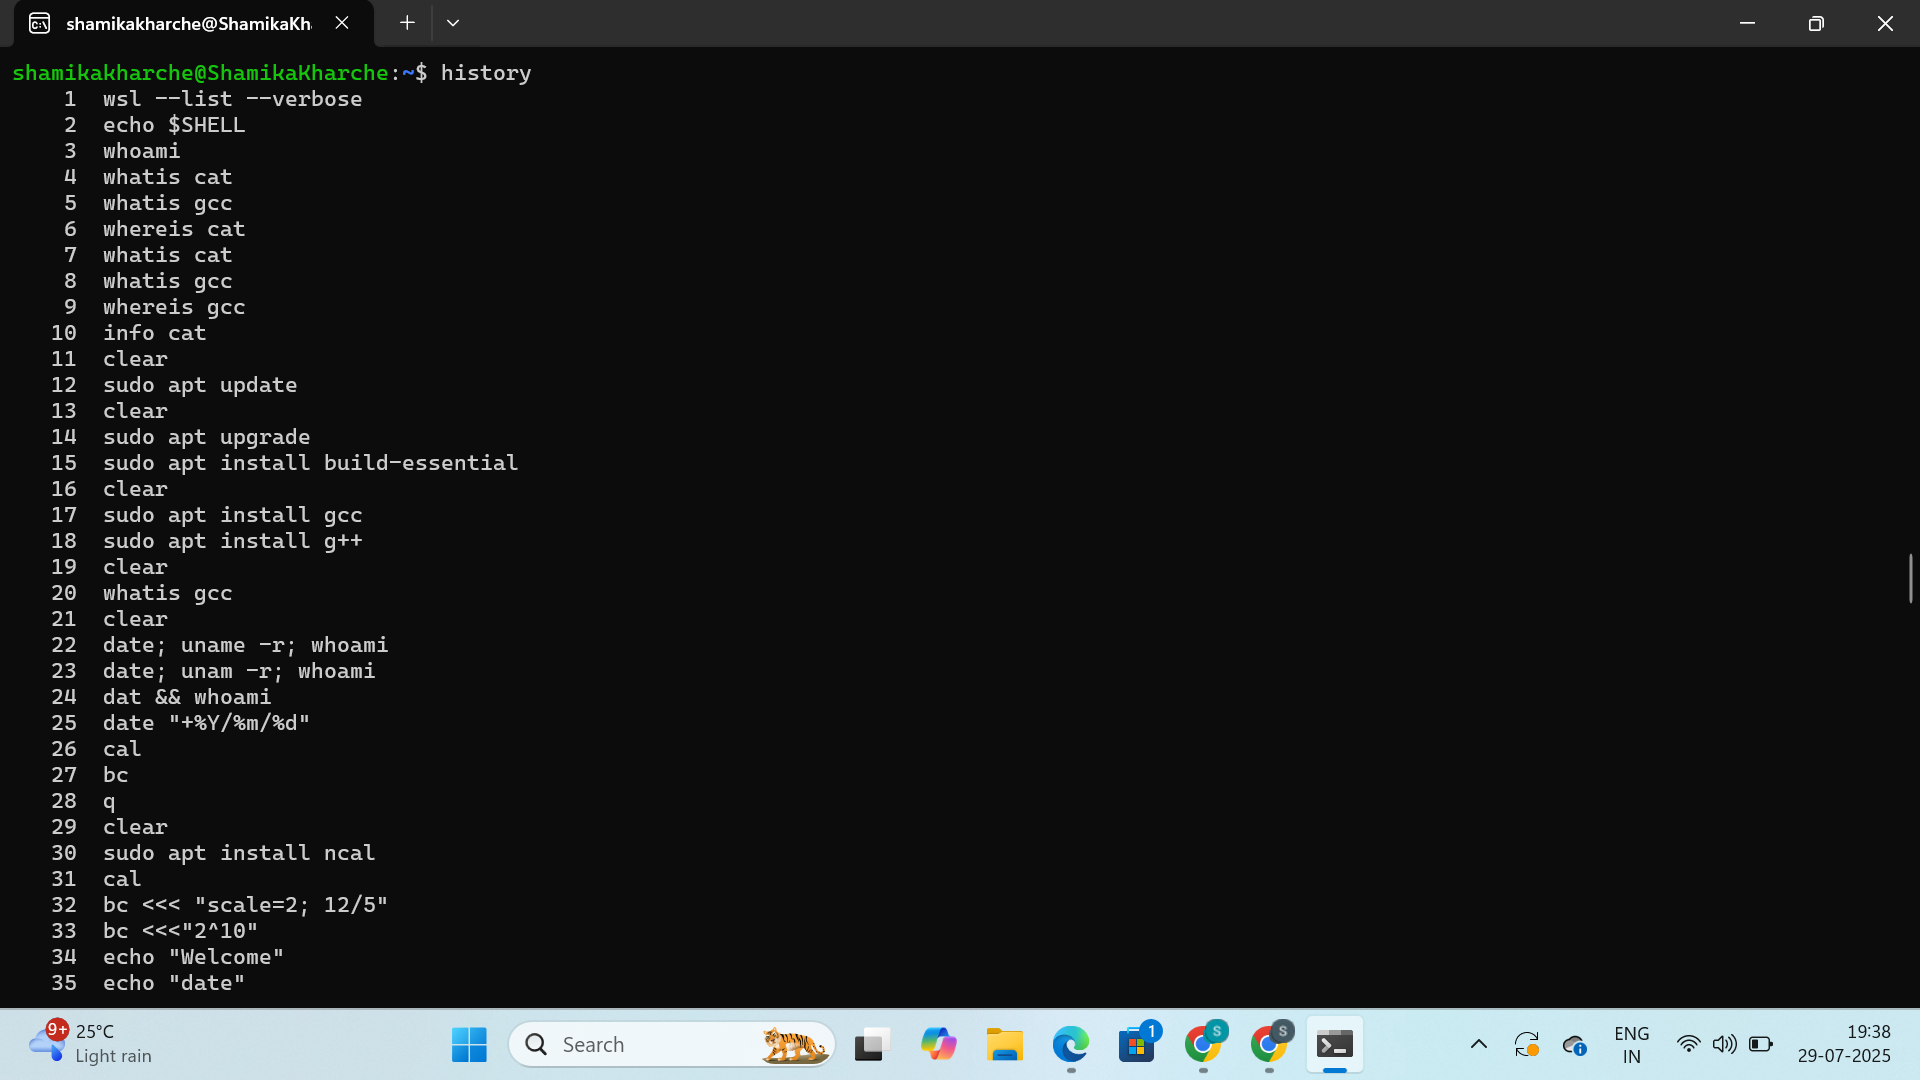 shamikakharche@ShamikaKh
shamikakharche@ShamikaKharche:~$ history
1 wsl --list --verbose
2 echo $SHELL
3 whoami
4 whatis cat
5 whatis gcc
6 whereis cat
7 whatis cat
8 whatis gcc
9 whereis gcc
10 info cat
11 clear
12 sudo apt update
13 clear
14 sudo apt upgrade
15 sudo apt install build-essential
16 clear
17 sudo apt install gcc
18 sudo apt install g++
19 clear
20 whatis gcc
21 clear
22 date; uname -r; whoami
23 date; unam -r; whoami
24 dat && whoami
25 date "+%Y/%m/%d"
26 cal
27 bc
28 q
29 clear
30 sudo apt install ncal
31 cal
32 bc <<< "scale=2; 12/5"
33 bc <<<"2^10"
34 echo "Welcome"
35 echo "date"
9+
25°C
Light rain
Search
1
S
S
ENG
IN
19:38
29-07-2025